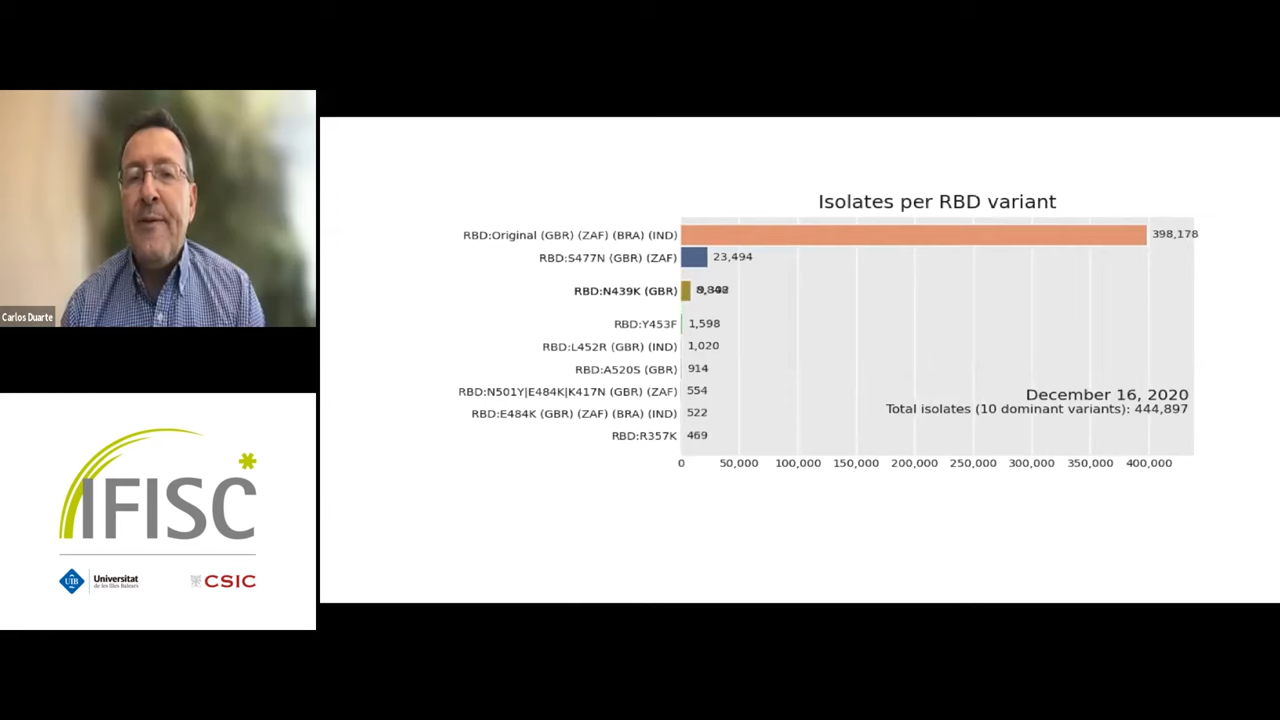 Carlos Duarte
IFISC
UIB
Universitat
de les Illes Balears
CSIC
Isolates per RBD variant
RBD:Original (GBR) (ZAF) (BRA) (IND) 398,178
RBD:S477N (GBR) (ZAF) 23,494
RBD:N439K (GBR)
RBD:Y453F 1,598
RBD:L452R (GBR) (IND) 1,020
RBD:A520S (GBR) 914
RBD:N501Y|E484K|K417N (GBR) (ZAF) 554
RBD:E484K (GBR) (ZAF) (BRA) (IND) 522
RBD:R357K 469
December 16, 2020
Total isolates (10 dominant variants): 444,897
0 50,000 100,000 150,000 200,000 250,000 300,000 350,000 400,000